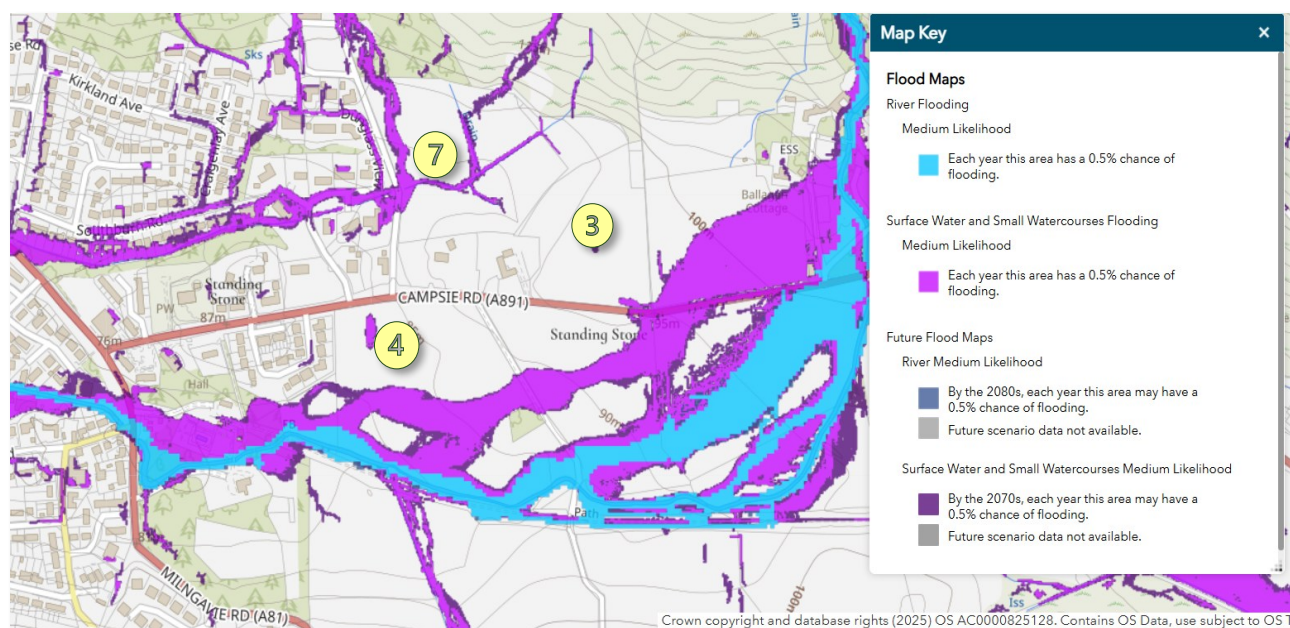 Map Key
×
Flood Maps
River Flooding
Medium Likelihood
Each year this area has a 0.5% chance of
flooding.
Surface Water and Small Watercourses Flooding
Medium Likelihood
Each year this area has a 0.5% chance of
flooding.
Future Flood Maps
River Medium Likelihood
By the 2080s, each year this area may have a
0.5% chance of flooding.
Future scenario data not available.
Surface Water and Small Watercourses Medium Likelihood
By the 2070s, each year this area may have a
0.5% chance of flooding.
Future scenario data not available.
se Rd
Sks
Kirkland Ave
Craigenlay Ave
Drain
7
ESS
3
100m
Southburn Rd
Standing
Stone
PW
87m
CAMPSIE RD (A891)
95m
Standing Stone
76m
4
Hall
90m
Path
MILNGAVIE RD (A81)
100m
Iss
Crown copyright and database rights (2025) OS AC0000825128. Contains OS Data, use subject to OS T